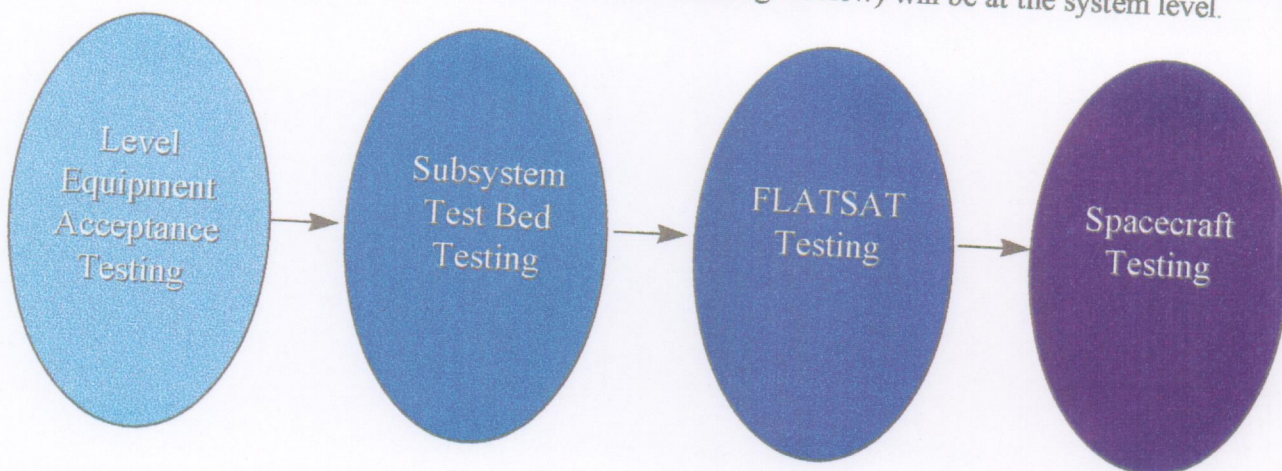 will be at the system level.
Level
Equipment
Acceptance
Testing
Subsystem
Test Bed
Testing
FLATSAT
Testing
Spacecraft
Testing